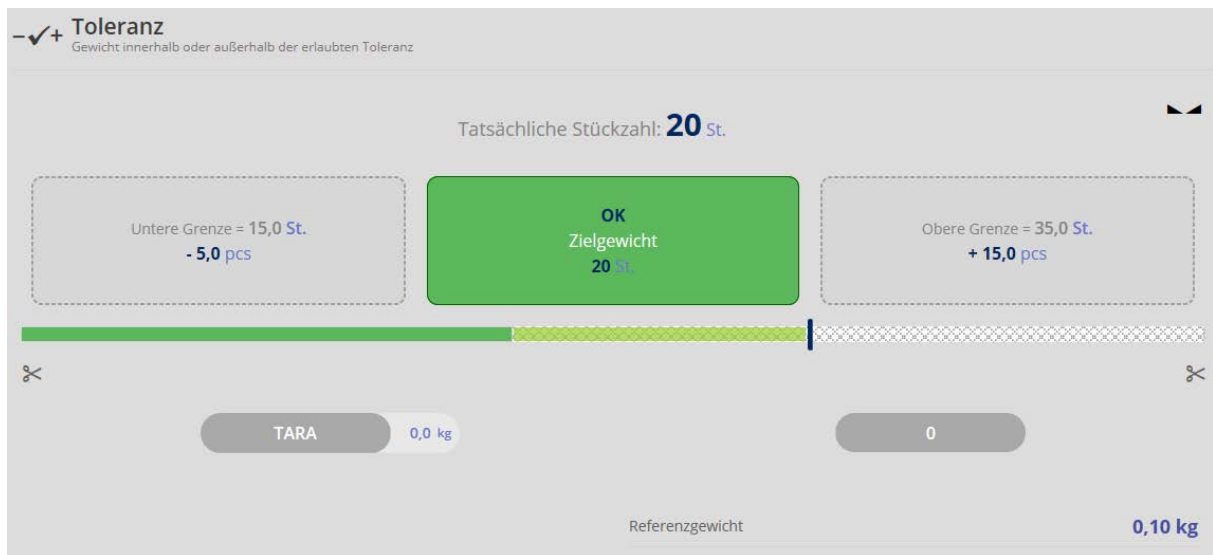 Toleranz
Gewicht innerhalb oder außerhalb der erlaubten Toleranz
Tatsächliche Stückzahl: 20 St.
Untere Grenze = 15,0 St.
- 5,0 pcs
OK
Zielgewicht
20 St.
Obere Grenze = 35,0 St.
+ 15,0 pcs
TARA
0,0 kg
0
Referenzgewicht
0,10 kg